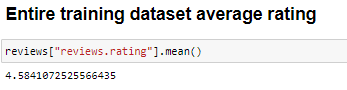 Entire training dataset average rating
reviews["reviews.rating"].mean()
4.5841072525566435